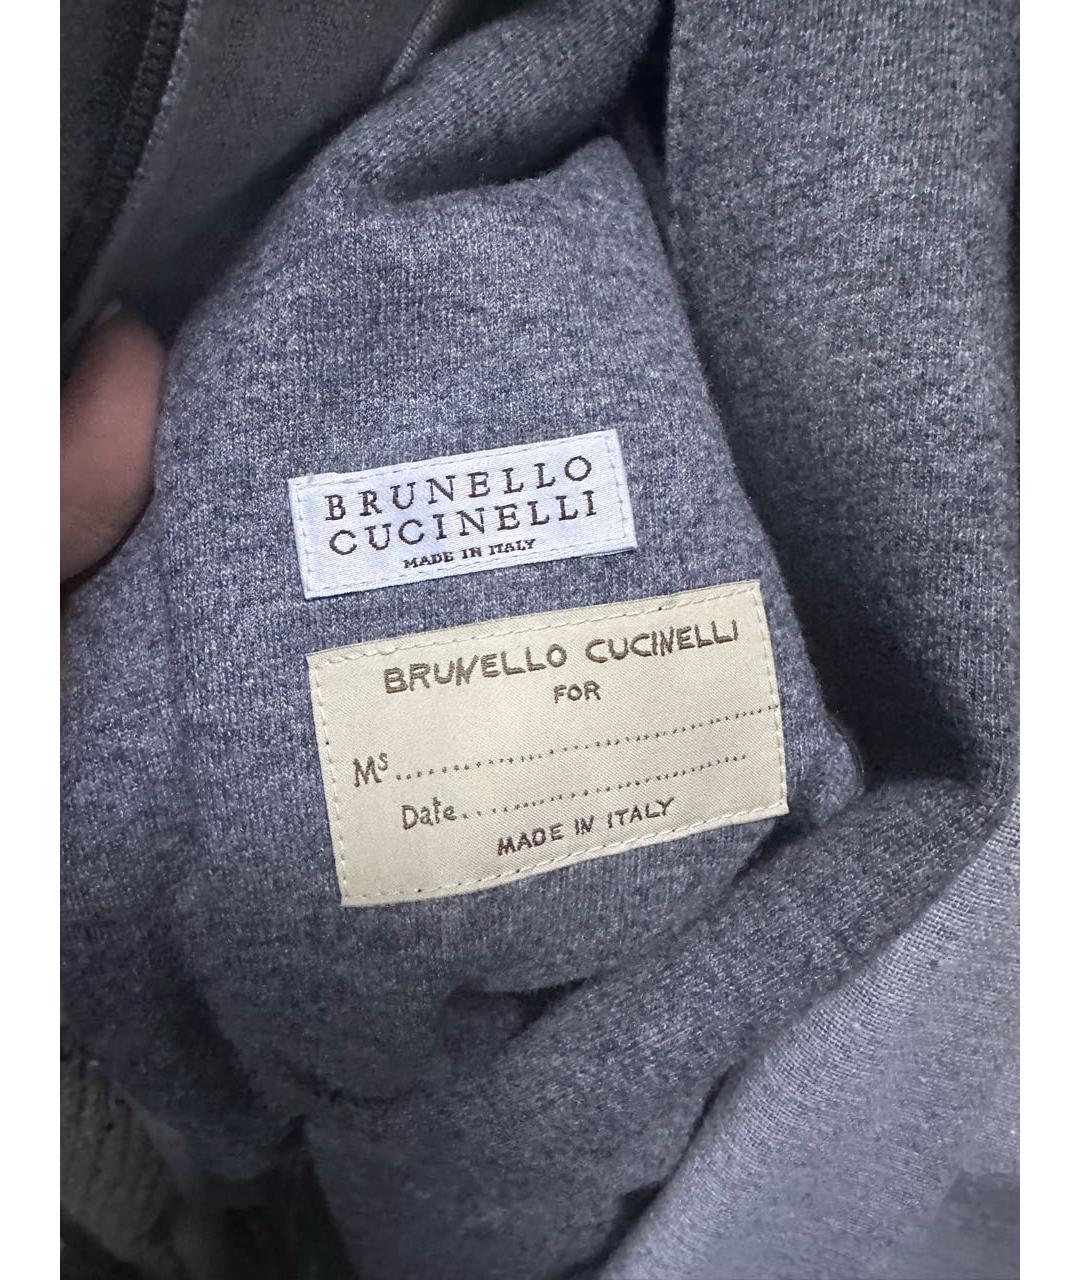 BRUNELLO
CUCINELLI
MADE IN ITALY
BRUNELLO CUCINELLI
FOR
Ms..............................
Date..............................
MADE IN ITALY